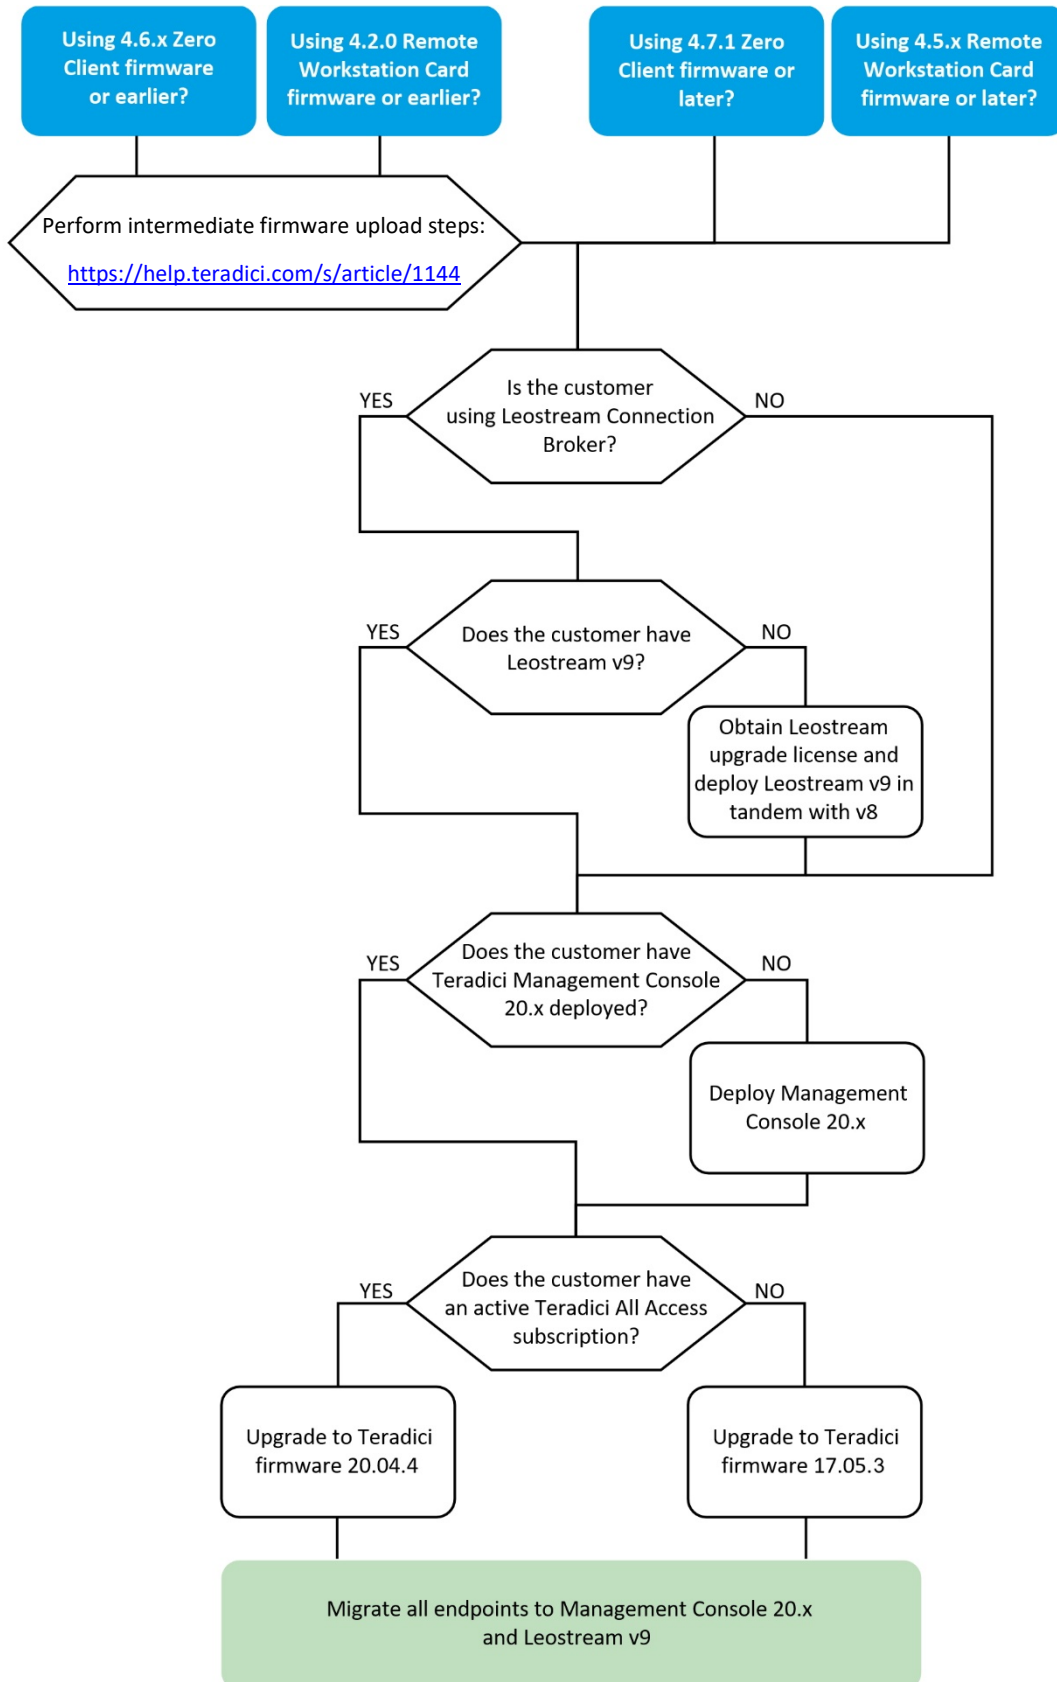 Using 4.6.x Zero
Client firmware
or earlier?
Using 4.2.0 Remote
Workstation Card
firmware or earlier?
Using 4.7.1 Zero
Client firmware or
later?
Using 4.5.x Remote
Workstation Card
firmware or later?
Perform intermediate firmware upload steps:
https://help.teradici.com/s/article/1144
YES
Is the customer
using Leostream Connection
Broker?
NO
YES
Does the customer have
Leostream v9?
NO
Obtain Leostream
upgrade license and
deploy Leostream v9 in
tandem with v8
YES
Does the customer have
Teradici Management Console
20.x deployed?
NO
Deploy Management
Console 20.x
YES
Does the customer have
an active Teradici All Access
subscription?
NO
Upgrade to Teradici
firmware 20.04.4
Upgrade to Teradici
firmware 17.05.3
Migrate all endpoints to Management Console 20.x
and Leostream v9